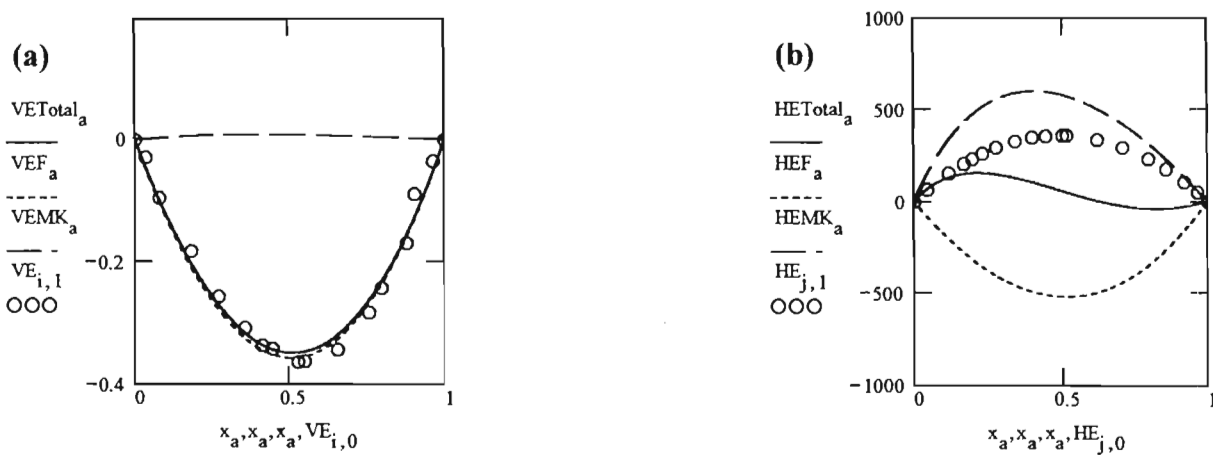 (a)
VETotal_a
VEF_a
VEMK_a
VE_i,1
0
−0.2
−0.4
0
0.5
1
x_a,x_a,x_a,VE_i,0
(b)
HETotal_a
HEF_a
HEMK_a
HE_j,1
1000
500
0
−500
−1000
0
0.5
1
x_a,x_a,x_a,HE_j,0